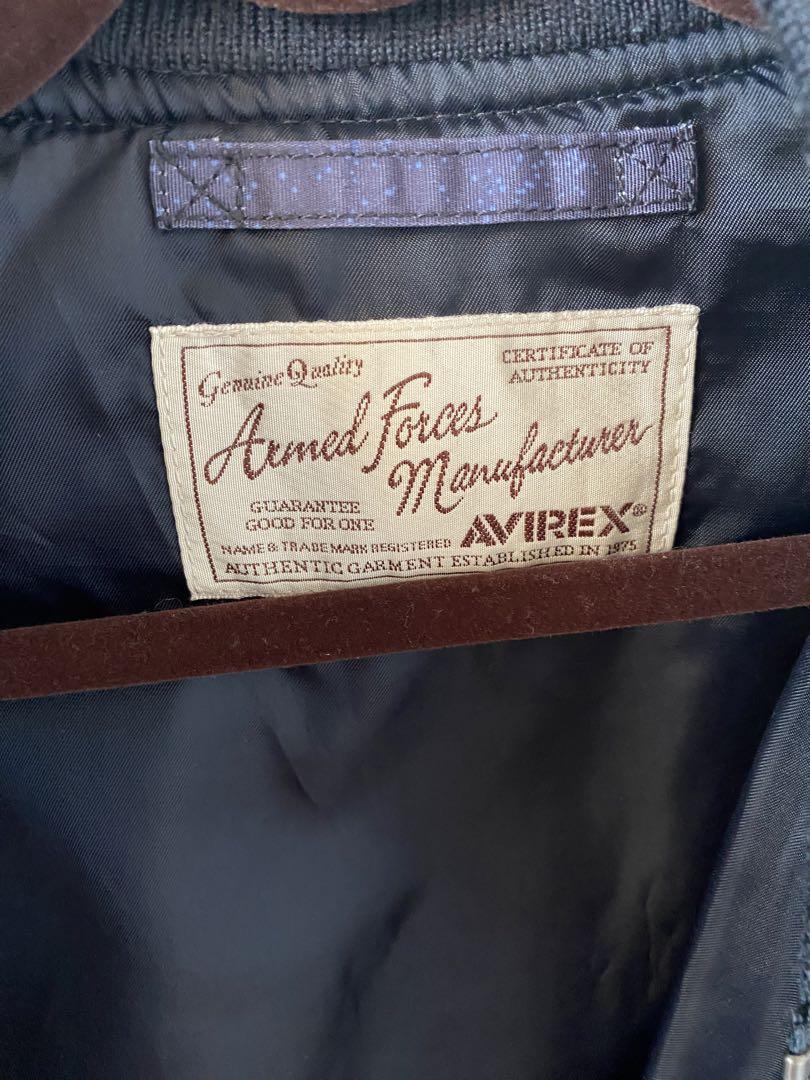 Genuine Quality
CERTIFICATE OF
AUTHENTICITY
Armed Forces
Manufacturer
GUARANTEE
GOOD FOR ONE
AVIREX®
NAME & TRADE MARK REGISTERED
AUTHENTIC GARMENT ESTABLISHED IN 1975